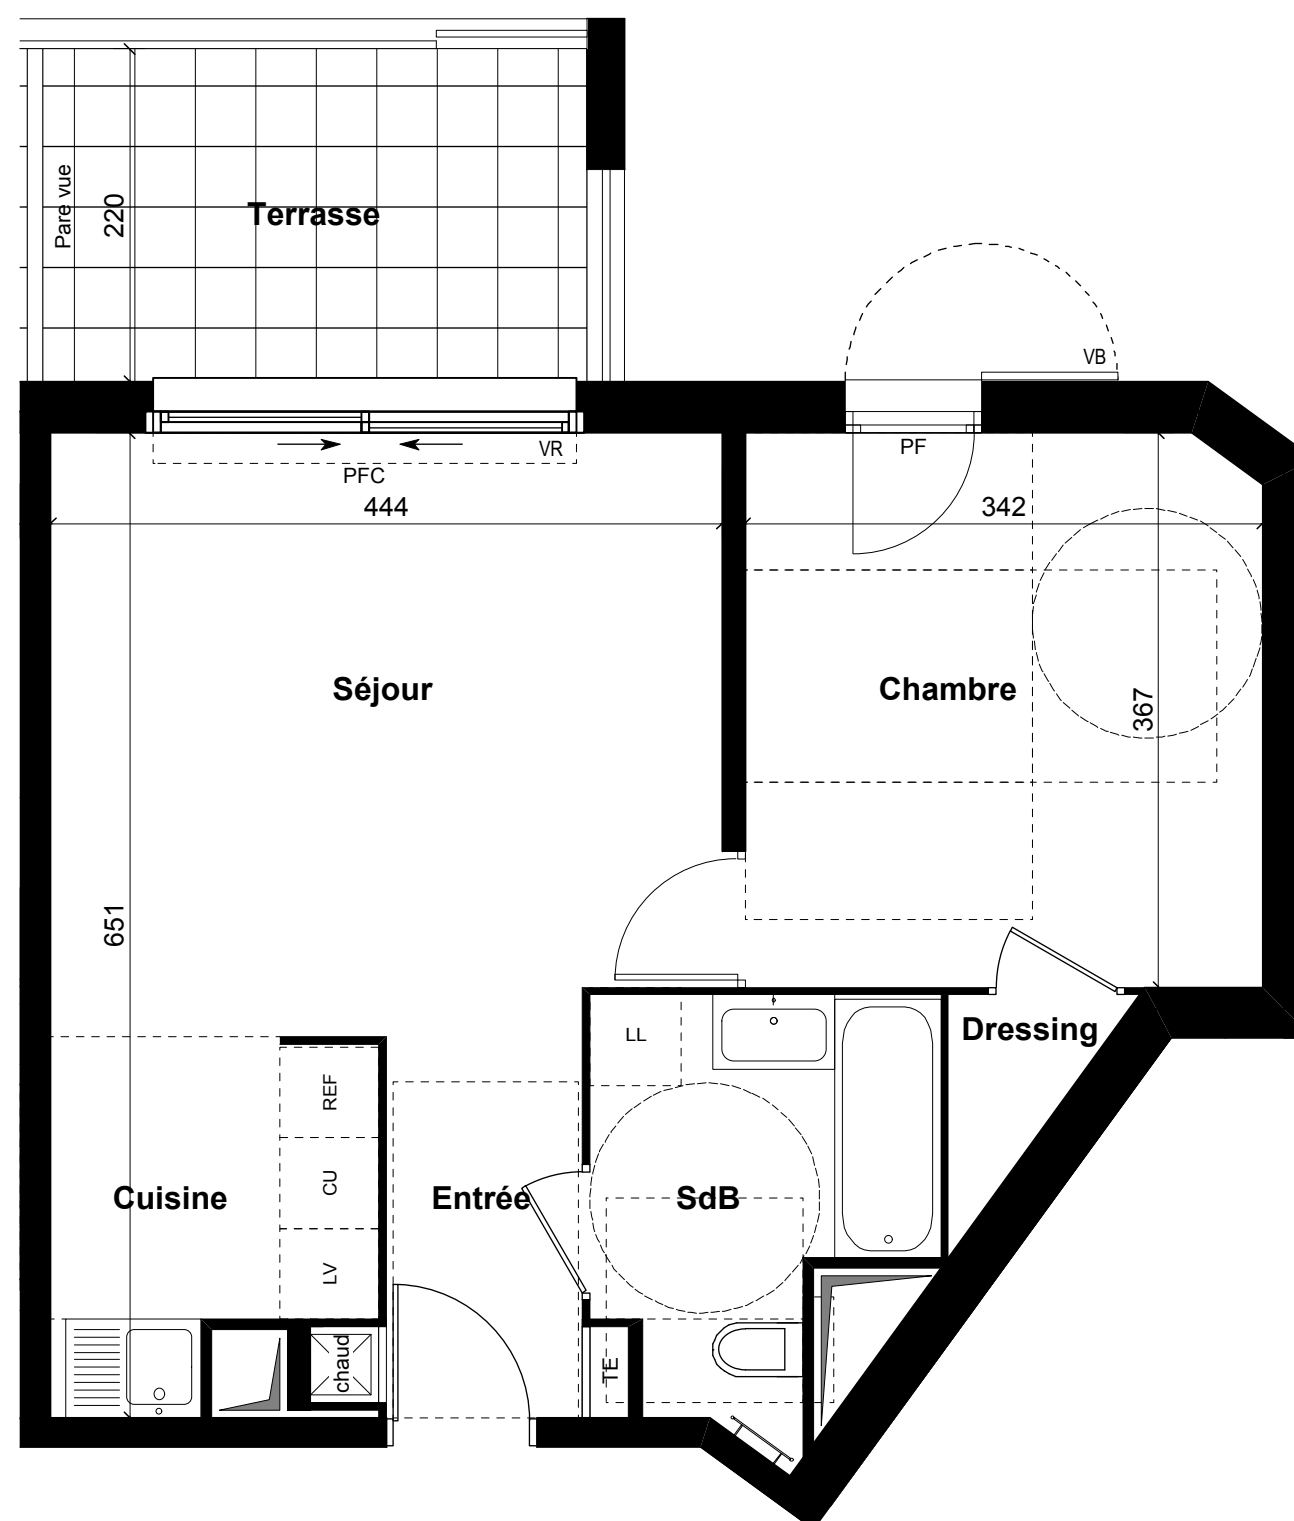 Pare vue
220
Terrasse
VB
VR
PF
PFC
444
342
Séjour
Chambre
367
651
LL
Dressing
REF
CU
Cuisine
Entrée
SdB
LV
chaud
TE